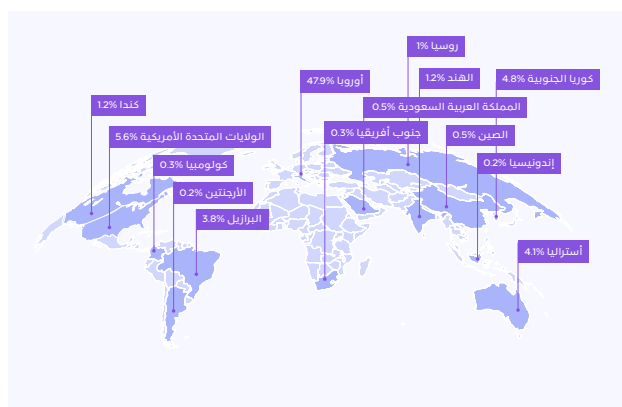 روسيا 1%
أوروبا 47.9%
الهند 1.2%
كوريا الجنوبية 4.8%
كندا 1.2%
المملكة العربية السعودية 0.5%
الولايات المتحدة الأمريكية 5.6%
جنوب أفريقيا 0.3%
الصين 0.5%
كولومبيا 0.3%
إندونيسيا 0.2%
الأرجنتين 0.2%
البرازيل 3.8%
أستراليا 4.1%